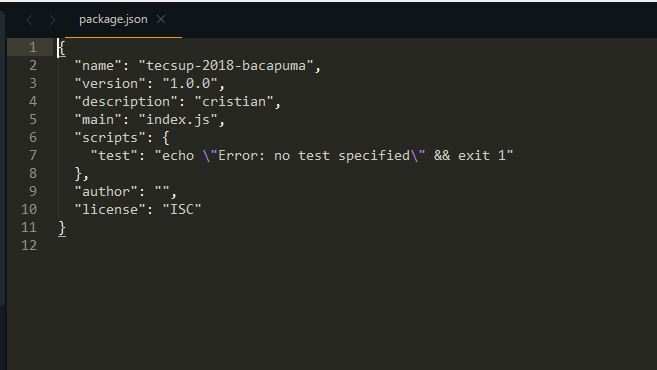 package.json
1 {
2 "name": "tecsup-2018-bacapuma",
3 "version": "1.0.0",
4 "description": "cristian",
5 "main": "index.js",
6 "scripts": {
7 "test": "echo \"Error: no test specified\" && exit 1"
8 },
9 "author": "",
10 "license": "ISC"
11 }
12